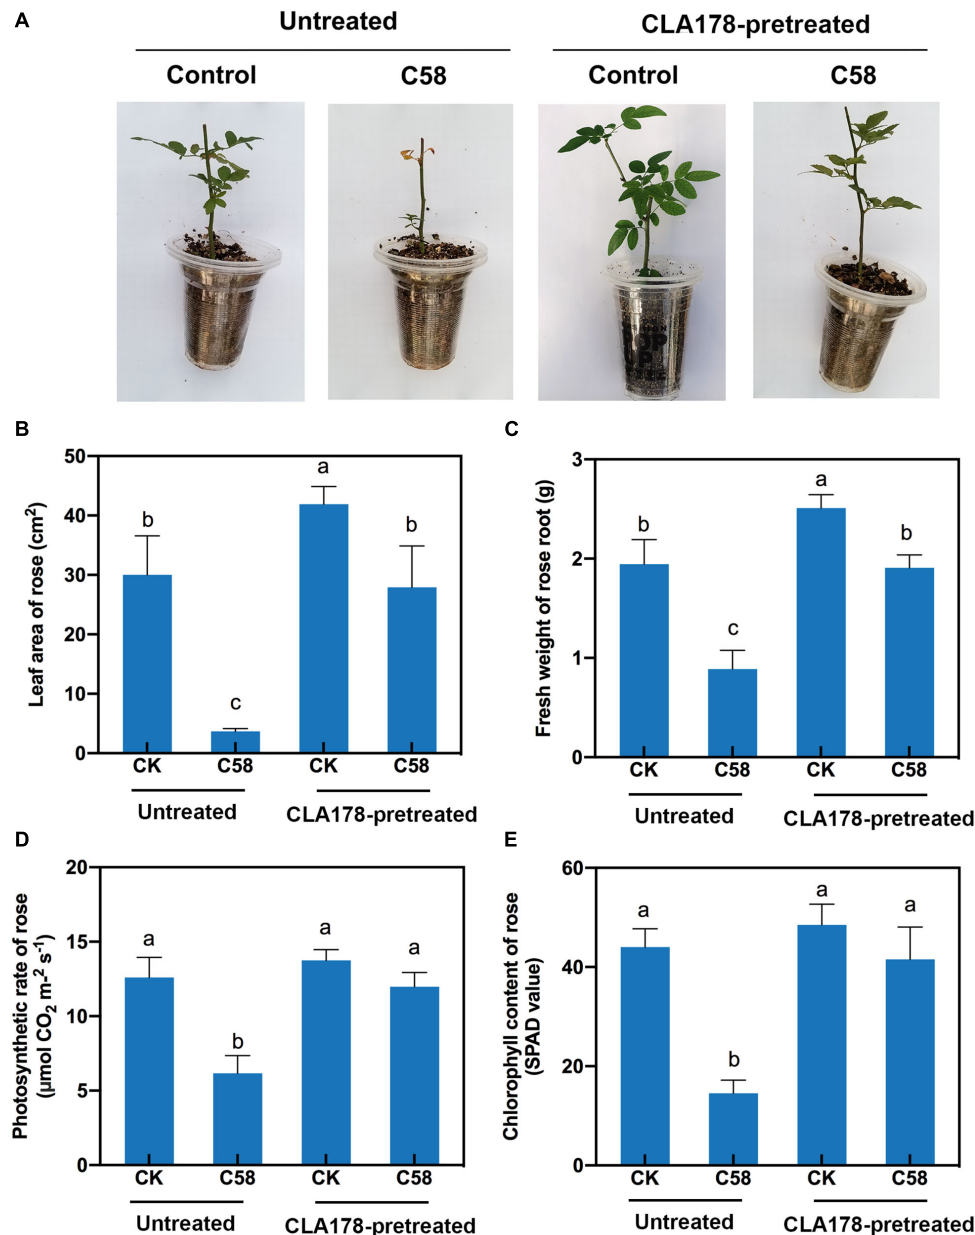 A
Untreated
CLA178-pretreated
Control
C58
Control
C58
OP
B
Leaf area of rose (cm2)
50
40
30
20
10
0
b
c
a
b
CK
C58
CK
C58
Untreated
CLA178-pretreated
C
Fresh weight of rose root (g)
3
2
1
0
b
c
a
b
CK
C58
CK
C58
Untreated
CLA178-pretreated
D
Photosynthetic rate of rose
(µmol CO2 m-2 s-1)
20
15
10
5
0
a
b
a
a
CK
C58
CK
C58
Untreated
CLA178-pretreated
E
Chlorophyll content of rose
(SPAD value)
60
40
20
0
a
b
a
a
CK
C58
CK
C58
Untreated
CLA178-pretreated